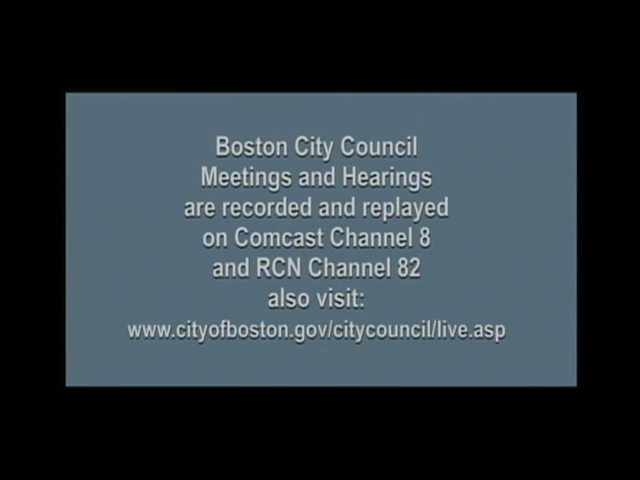 Boston City Council
Meetings and Hearings
are recorded and replayed
on Comcast Channel 8
and RCN Channel 82
also visit:
www.cityofboston.gov/citycouncil/live.asp